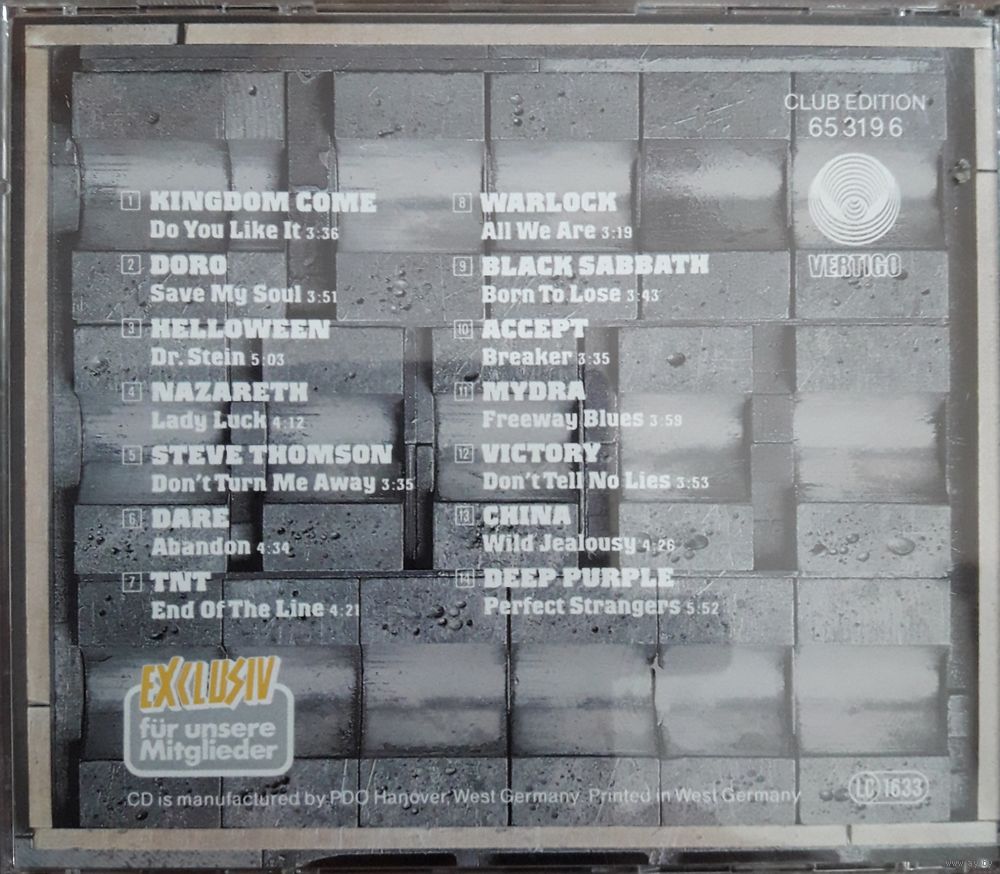 CLUB EDITION
65 319 6
VERTIGO
1 KINGDOM COME
Do You Like It 3:36
2 DORO
Save My Soul 3:51
3 HELLOWEEN
Dr. Stein 5:03
4 NAZARETH
Lady Luck 4:12
5 STEVE THOMSON
Don't Turn Me Away 3:35
6 DARE
Abandon 4:34
7 TNT
End Of The Line 4:21
8 WARLOCK
All We Are 3:19
9 BLACK SABBATH
Born To Lose 3:43
10 ACCEPT
Breaker 3:35
11 MYDRA
Freeway Blues 3:59
12 VICTORY
Don't Tell No Lies 3:53
13 CHINA
Wild Jealousy 4:26
14 DEEP PURPLE
Perfect Strangers 5:52
EXCLUSIV
für unsere
Mitglieder
CD is manufactured by PDO Hanover, West Germany Printed in West Germany
LC 1633